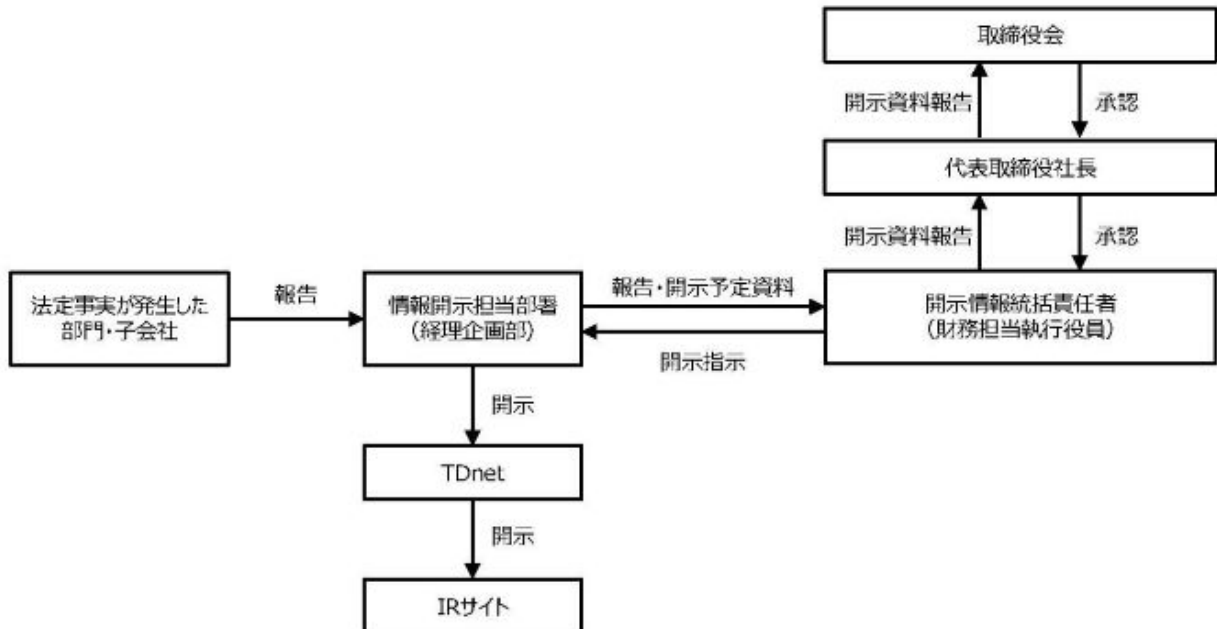 取締役会
開示資料報告
承認
代表取締役社長
開示資料報告
承認
法定事実が発生した
部門・子会社
報告
情報開示担当部署
（経理企画部）
報告・開示予定資料
開示指示
開示情報統括責任者
（財務担当執行役員）
開示
TDnet
開示
IRサイト